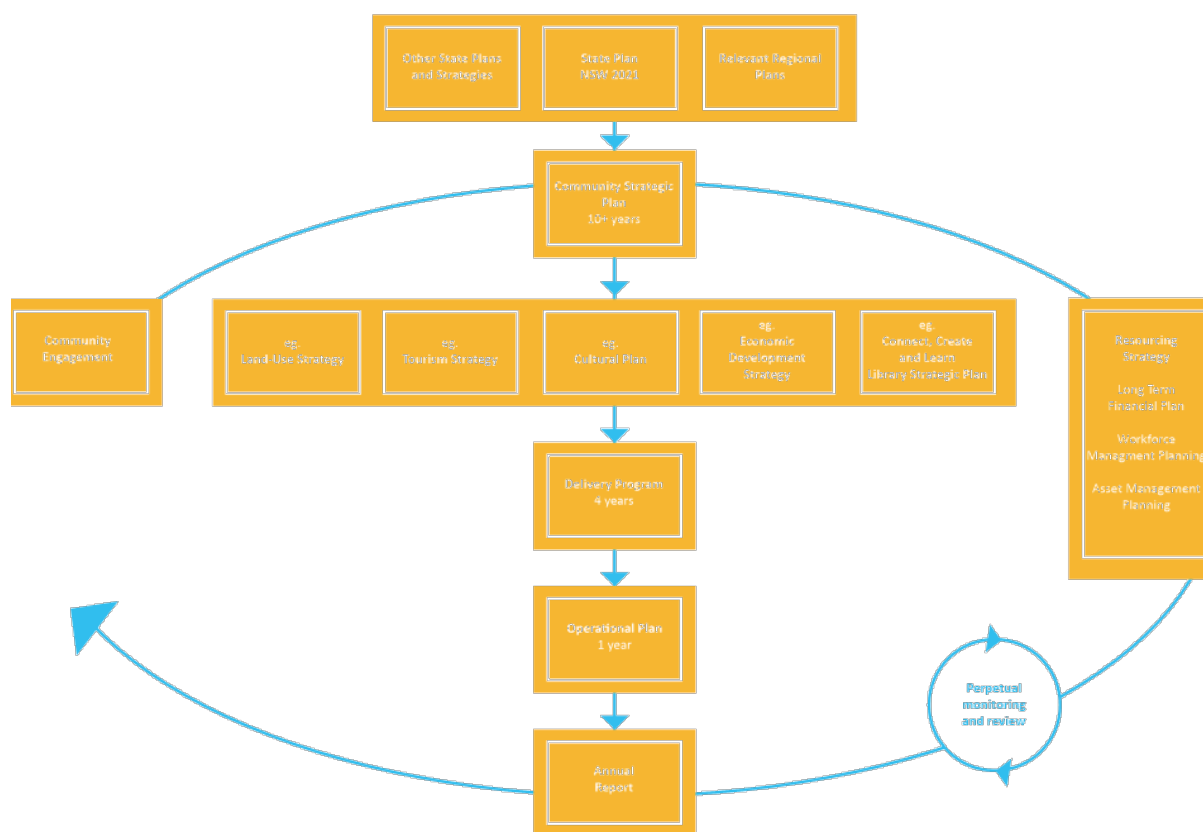 Other State Plans
and Strategies
State Plan
NSW 2021
Relevant Regional
Plans
Community Strategic
Plan
10+ years
Community
Engagement
eg.
Land-Use Strategy
eg.
Tourism Strategy
eg.
Cultural Plan
eg.
Economic
Development
Strategy
eg.
Connect, Create
and Learn
Library Strategic Plan
Resourcing
Strategy
Long Term
Financial Plan
Workforce
Managment Planning
Asset Management
Planning
Delivery Program
4 years
Operational Plan
1 year
Perpetual
monitoring
and review
Annual
Report